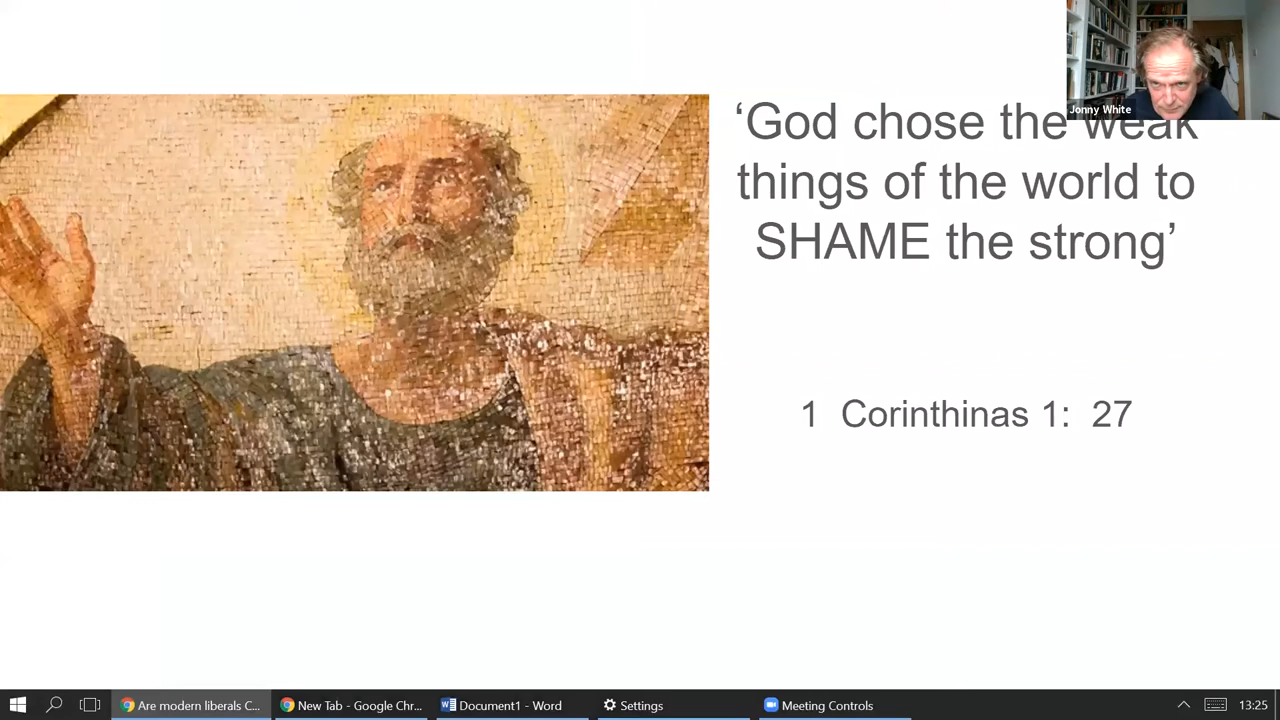 Jonny White
‘God chose the weak
things of the world to
SHAME the strong’
1 Corinthinas 1: 27
Are modern liberals C...
New Tab - Google Chr...
Document1 - Word
Settings
Meeting Controls
13:25